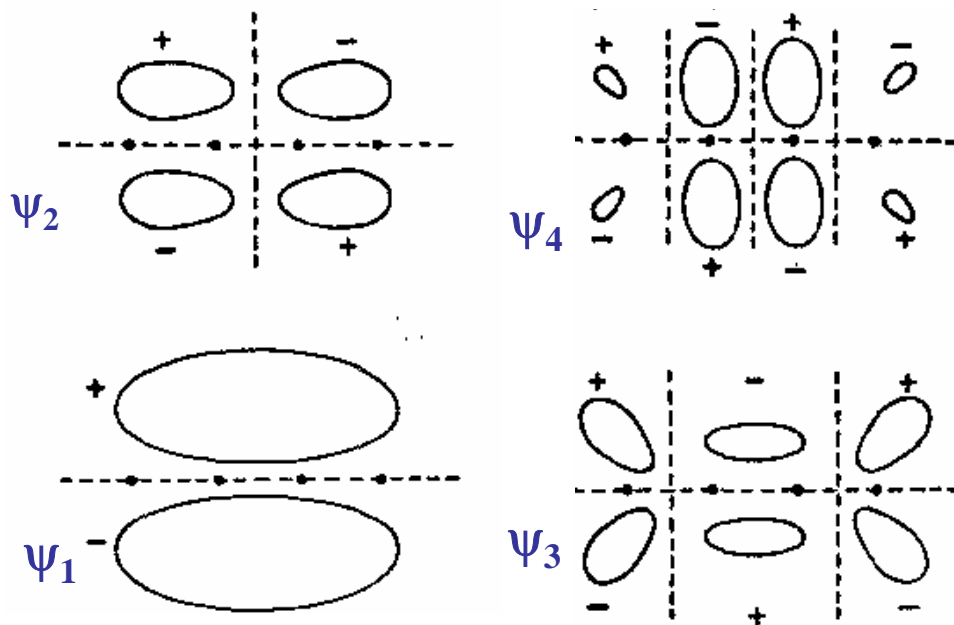 + −
ψ₂
− +
+ − + −
ψ₄
− + − +
+
−
ψ₁
+ − +
ψ₃
− + −